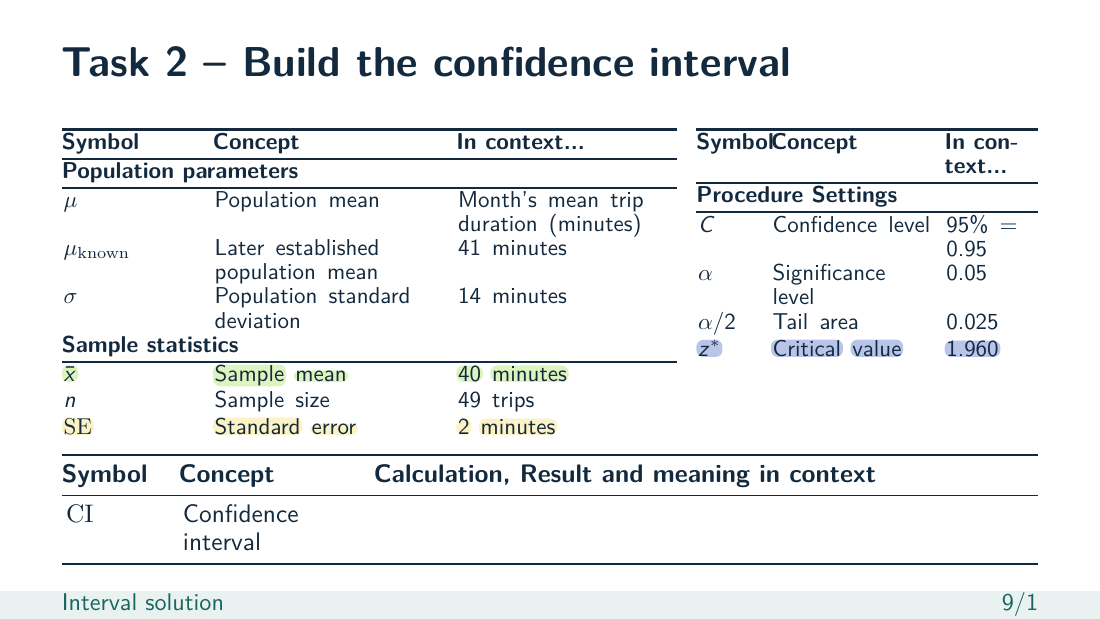 Task 2 – Build the confidence interval
Symbol Concept In context...
Population parameters
μ Population mean Month's mean trip
duration (minutes)
μknown Later established 41 minutes
population mean
σ Population standard 14 minutes
deviation
Sample statistics
x̄ Sample mean 40 minutes
n Sample size 49 trips
SE Standard error 2 minutes
Symbol Concept In con-
text...
Procedure Settings
C Confidence level 95% =
0.95
α Significance 0.05
level
α/2 Tail area 0.025
z* Critical value 1.960
Symbol Concept Calculation, Result and meaning in context
CI Confidence
interval
Interval solution 9/1